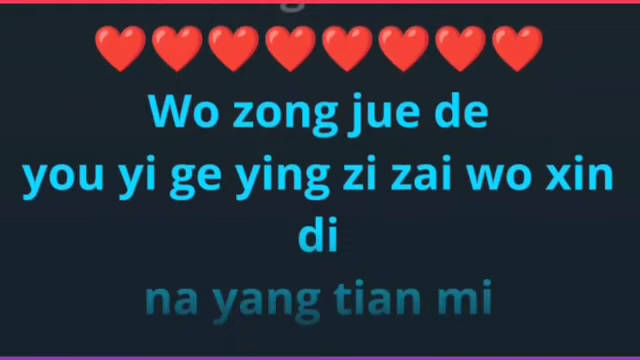 Wo zong jue de
you yi ge ying zi zai wo xin
di
na yang tian mi